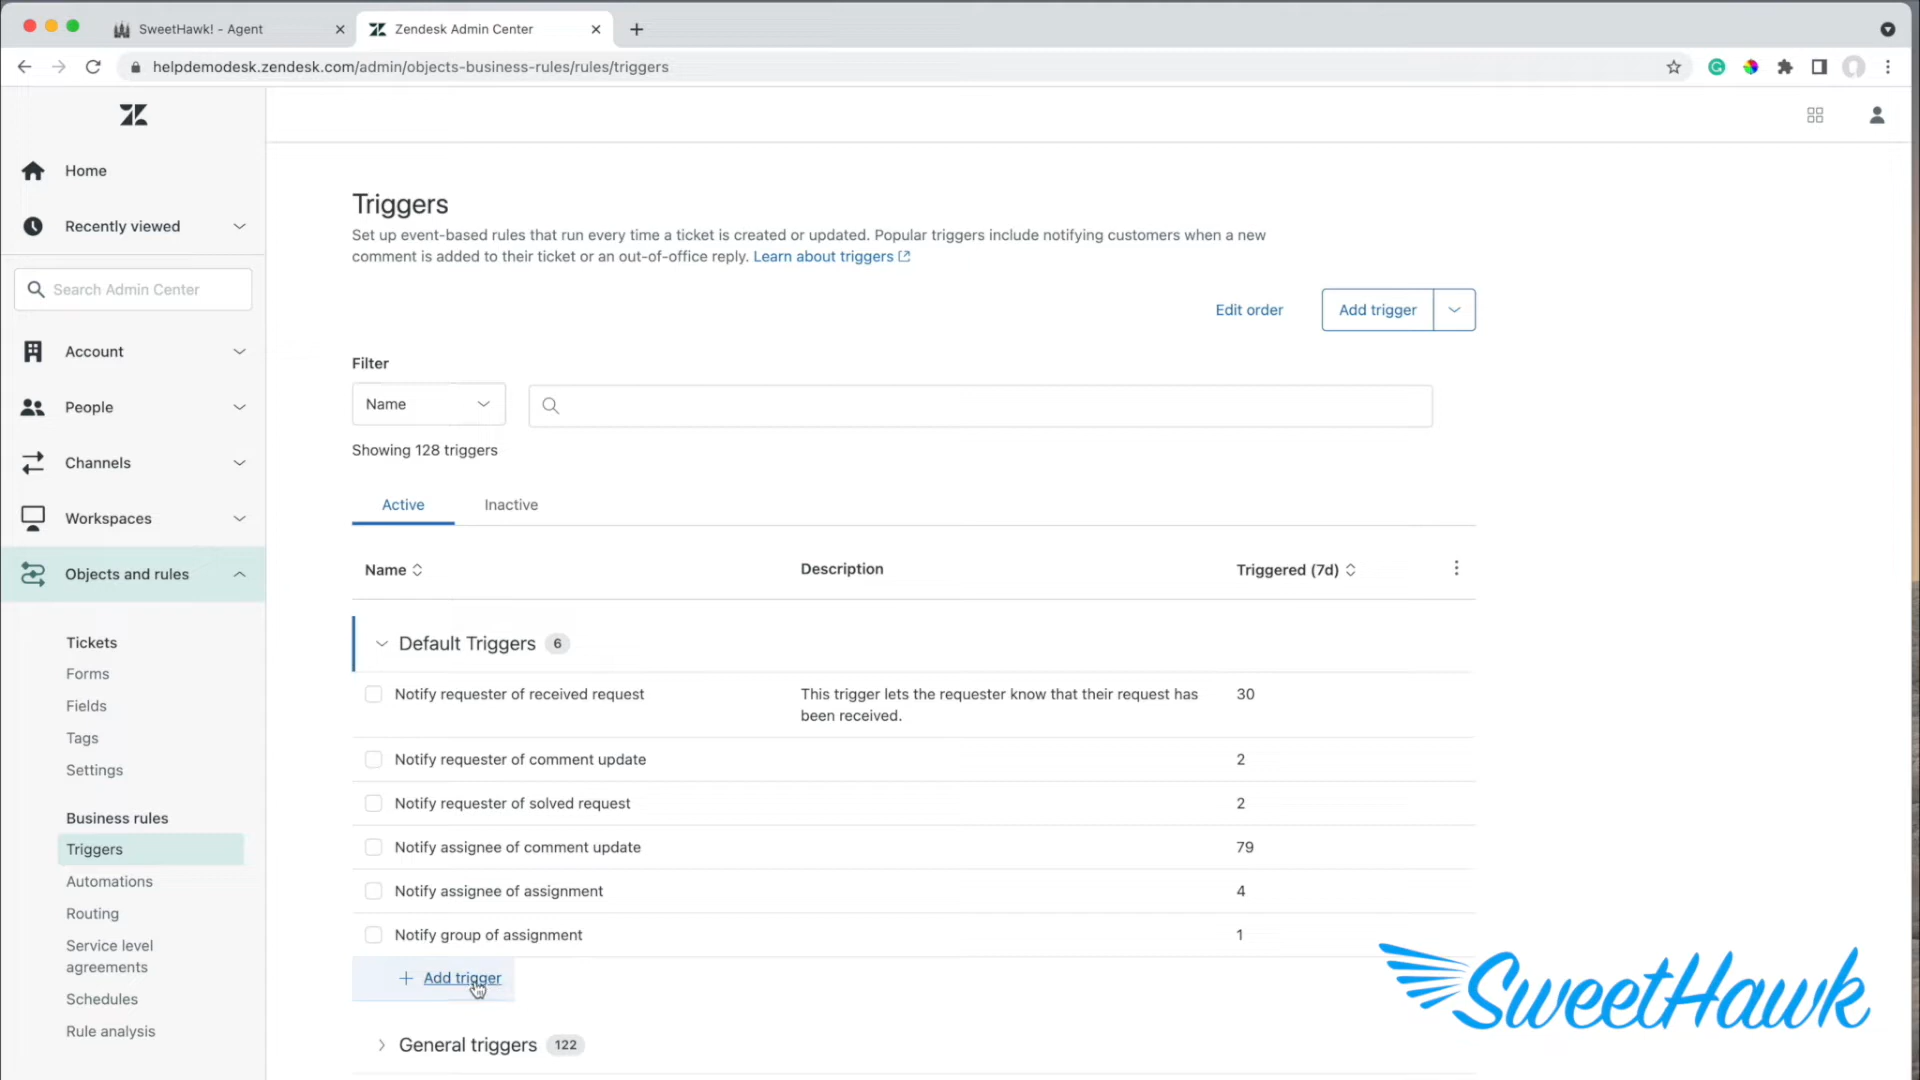 SweetHawk! - Agent
Zendesk Admin Center
helpdemodesk.zendesk.com/admin/objects-business-rules/rules/triggers
Home
Recently viewed
Search Admin Center
Account
People
Channels
Workspaces
Objects and rules
Tickets
Forms
Fields
Tags
Settings
Business rules
Triggers
Automations
Routing
Service level
agreements
Schedules
Rule analysis
Triggers
Set up event-based rules that run every time a ticket is created or updated. Popular triggers include notifying customers when a new
comment is added to their ticket or an out-of-office reply. Learn about triggers
Edit order
Add trigger
Filter
Name
Showing 128 triggers
Active
Inactive
Name
Description
Triggered (7d)
Default Triggers 6
Notify requester of received request
This trigger lets the requester know that their request has
been received.
30
Notify requester of comment update
2
Notify requester of solved request
2
Notify assignee of comment update
79
Notify assignee of assignment
4
Notify group of assignment
1
Add trigger
General triggers 122
SweetHawk